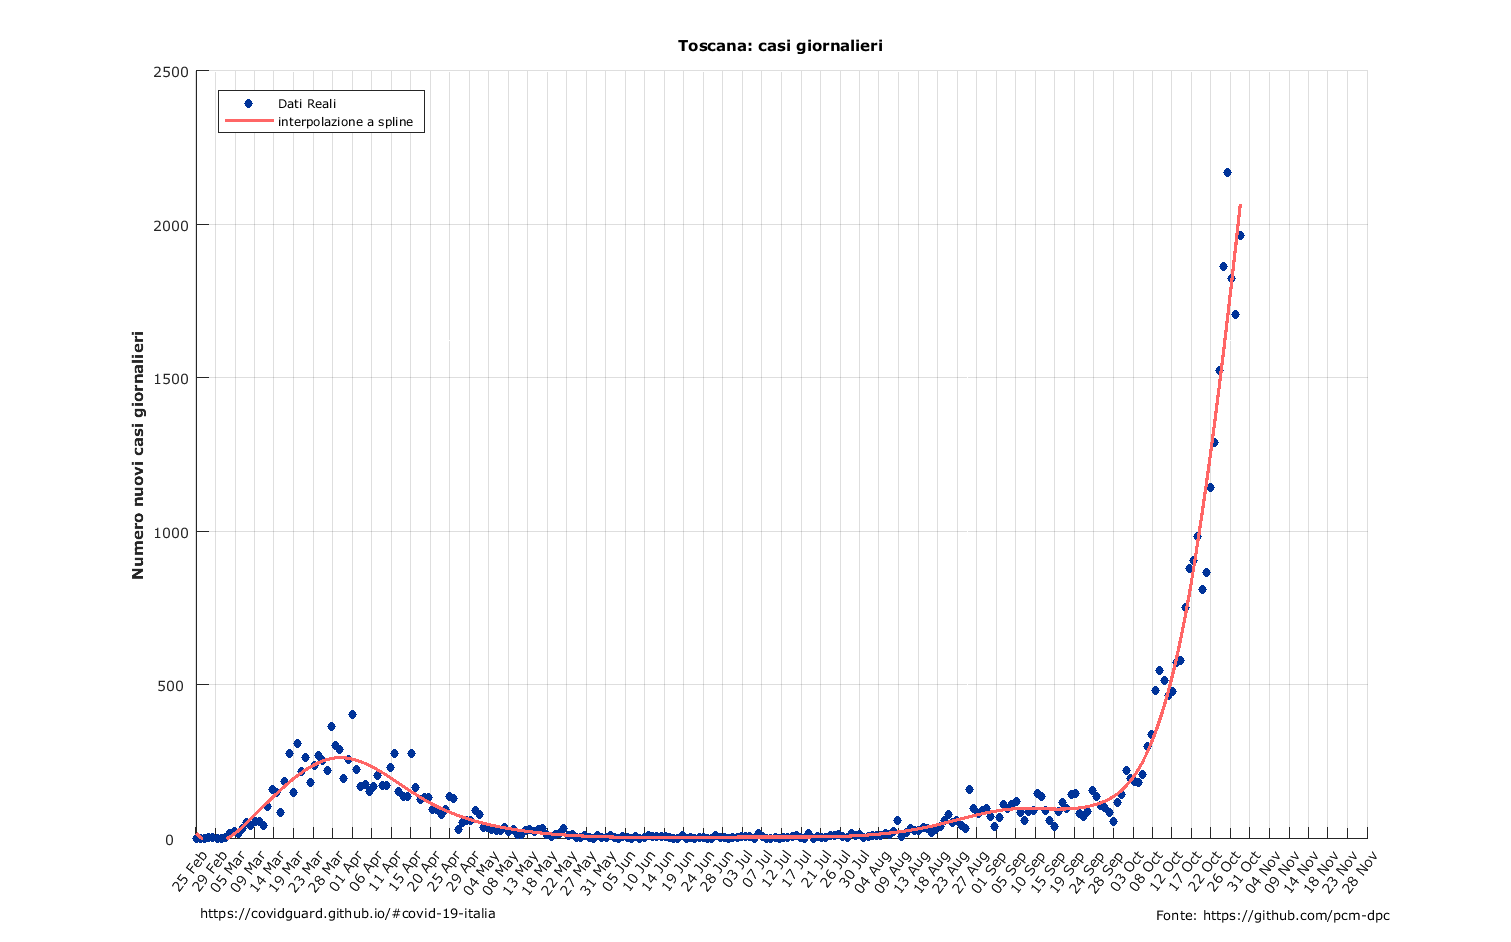 Toscana: casi giornalieri
2500
Dati Reali
interpolazione a spline
2000
1500
1000
500
0
Numero nuovi casi giornalieri
25 Feb
29 Feb
05 Mar
09 Mar
14 Mar
19 Mar
23 Mar
28 Mar
01 Apr
06 Apr
11 Apr
15 Apr
20 Apr
25 Apr
29 Apr
04 May
08 May
13 May
18 May
22 May
27 May
31 May
05 Jun
10 Jun
14 Jun
19 Jun
24 Jun
28 Jun
03 Jul
07 Jul
12 Jul
17 Jul
21 Jul
26 Jul
30 Jul
04 Aug
09 Aug
13 Aug
18 Aug
23 Aug
27 Aug
01 Sep
05 Sep
10 Sep
15 Sep
19 Sep
24 Sep
28 Sep
03 Oct
08 Oct
12 Oct
17 Oct
22 Oct
26 Oct
31 Oct
04 Nov
09 Nov
14 Nov
18 Nov
23 Nov
28 Nov
https://covidguard.github.io/#covid-19-italia
Fonte: https://github.com/pcm-dpc